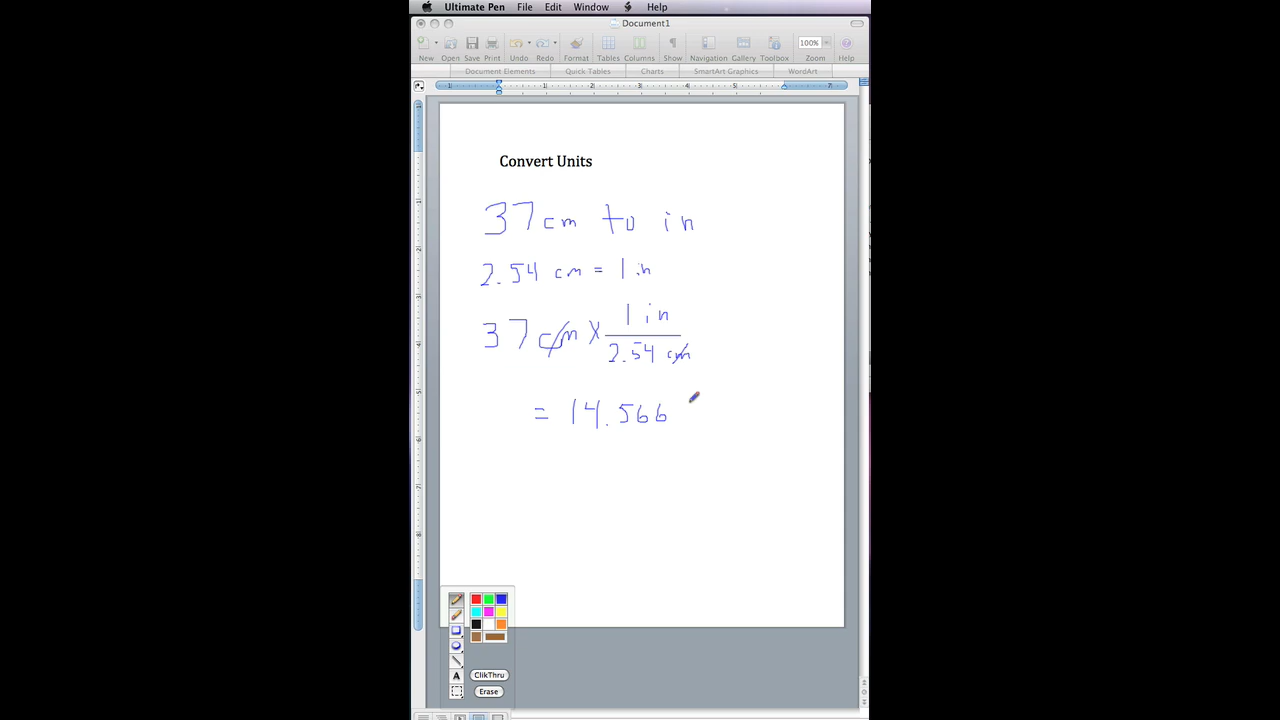 Ultimate Pen File Edit Window Help
Document1
New Open Save Print Undo Redo Format Tables Columns Show Navigation Gallery Toolbox Zoom Help
100%
Document Elements Quick Tables Charts SmartArt Graphics WordArt
Convert Units
37 cm to in
2.54 cm = 1 in
37 cm x 1 in
2.54 cm
= 14.566
A
ClikThru
Erase